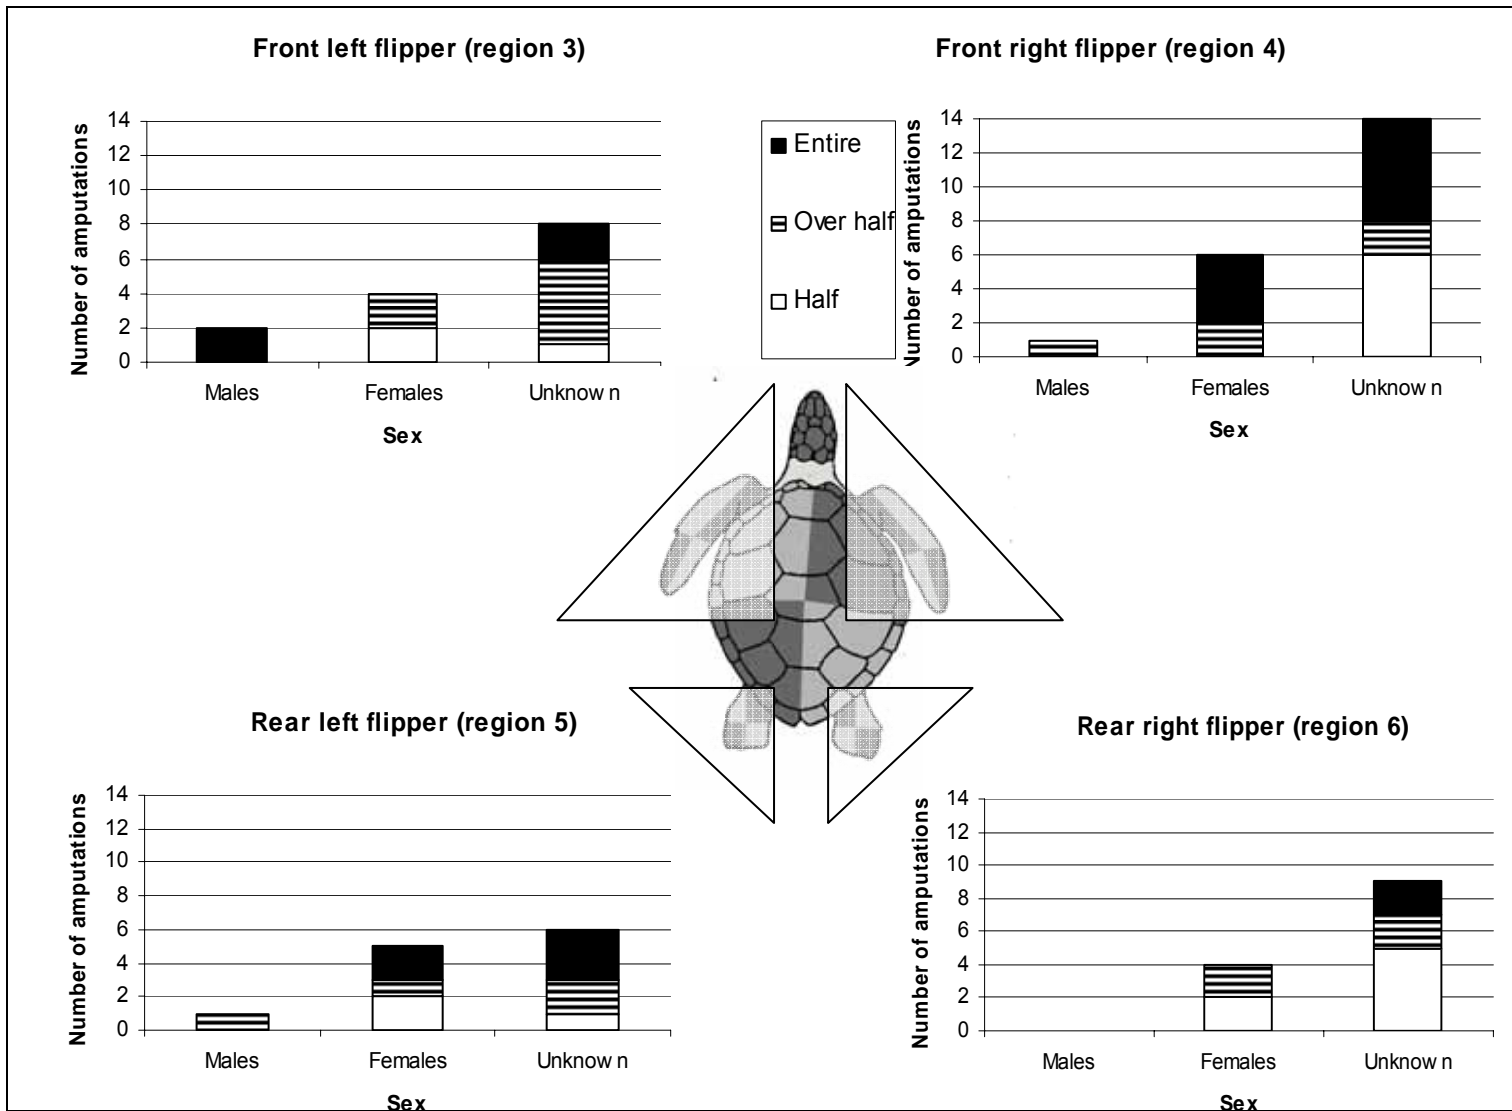 Front left flipper (region 3)
Number of amputations
14
12
10
8
6
4
2
0
Males Females Unknow n
Sex
Entire
Over half
Half
Front right flipper (region 4)
Number of amputations
14
12
10
8
6
4
2
0
Males Females Unknow n
Sex
Rear left flipper (region 5)
Number of amputations
14
12
10
8
6
4
2
0
Males Females Unknow n
Sex
Rear right flipper (region 6)
Number of amputations
14
12
10
8
6
4
2
0
Males Females Unknow n
Sex